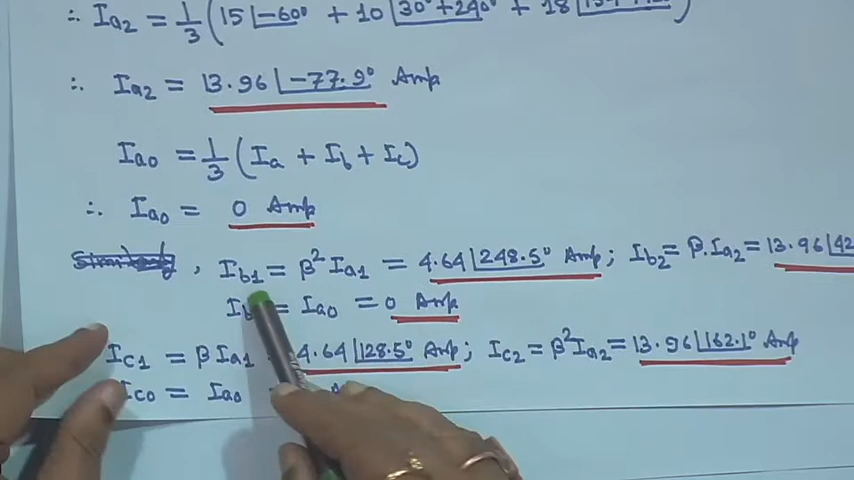 ∴ Ia2 = 1/3 (15∠-60° + 10∠30°+240° + 18
∴ Ia2 = 13.96∠-77.9° Amp
Ia0 = 1/3 (Ia + Ib + Ic)
∴ Ia0 = 0 Amp
, Ib1 = β² Ia1 = 4.64∠248.5° Amp; Ib2 = β.Ia2 = 13.96∠42
= Ia0 = 0 Amp
Ic1 = β Ia1 4.64∠128.5° Amp; Ic2 = β² Ia2 = 13.96∠162.1° Amp
Ic0 = Ia0